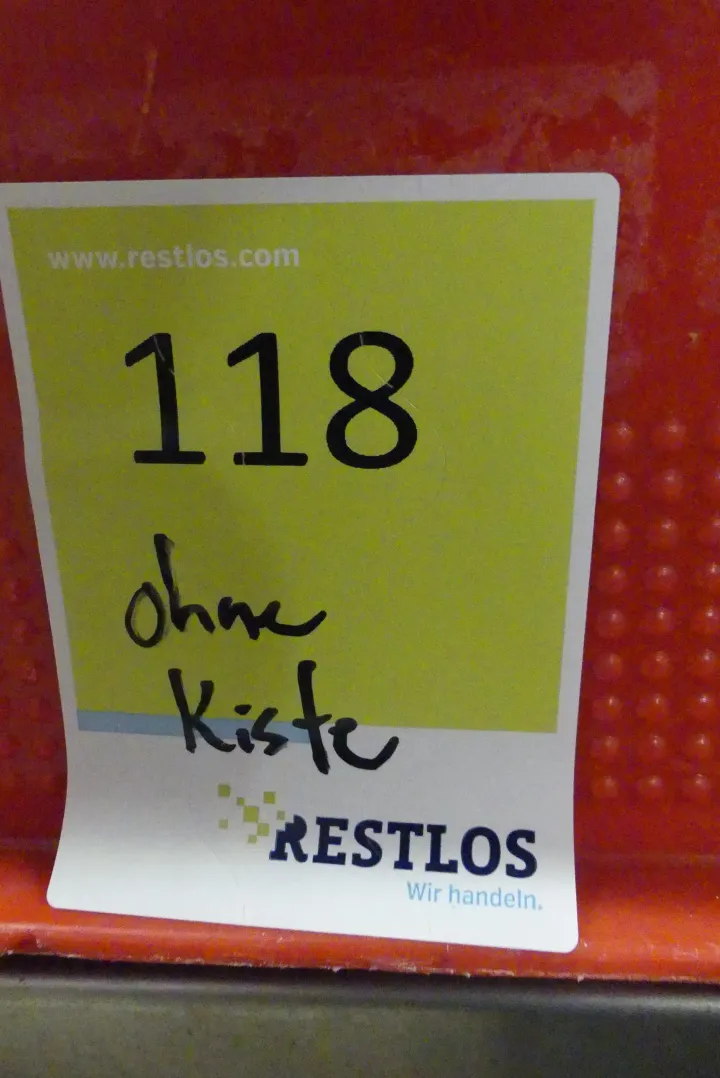 www.restlos.com
118
ohne
Kiste
RESTLOS
Wir handeln.